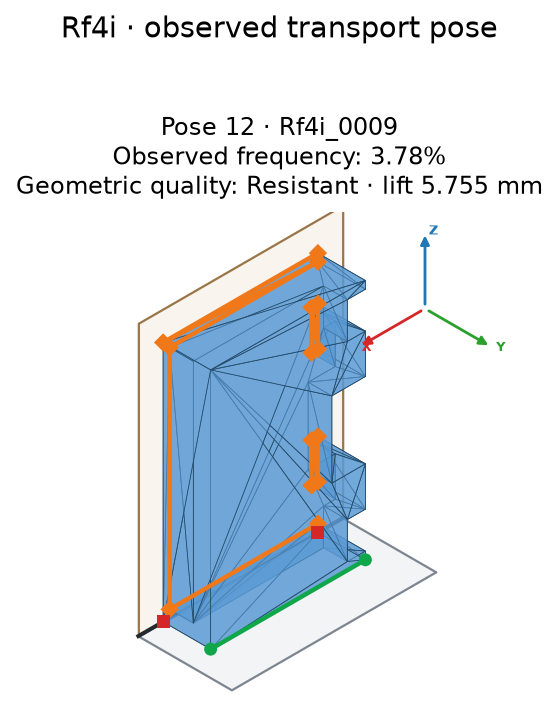 Rf4i · observed transport pose
Pose 12 · Rf4i_0009
Observed frequency: 3.78%
Geometric quality: Resistant · lift 5.755 mm
Z
X
Y